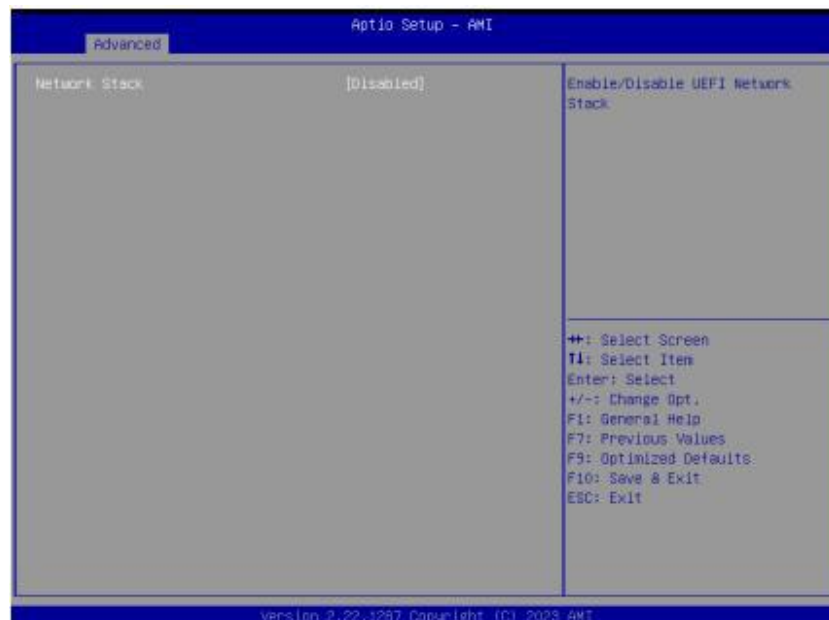 Aptio Setup – AMI
Advanced
Network Stack [Disabled]
Enable/Disable UEFI Network
Stack
→←: Select Screen
↑↓: Select Item
Enter: Select
+/-: Change Opt.
F1: General Help
F7: Previous Values
F9: Optimized Defaults
F10: Save & Exit
ESC: Exit
Version 2.22.1287 Copyright (C) 2023 AMI